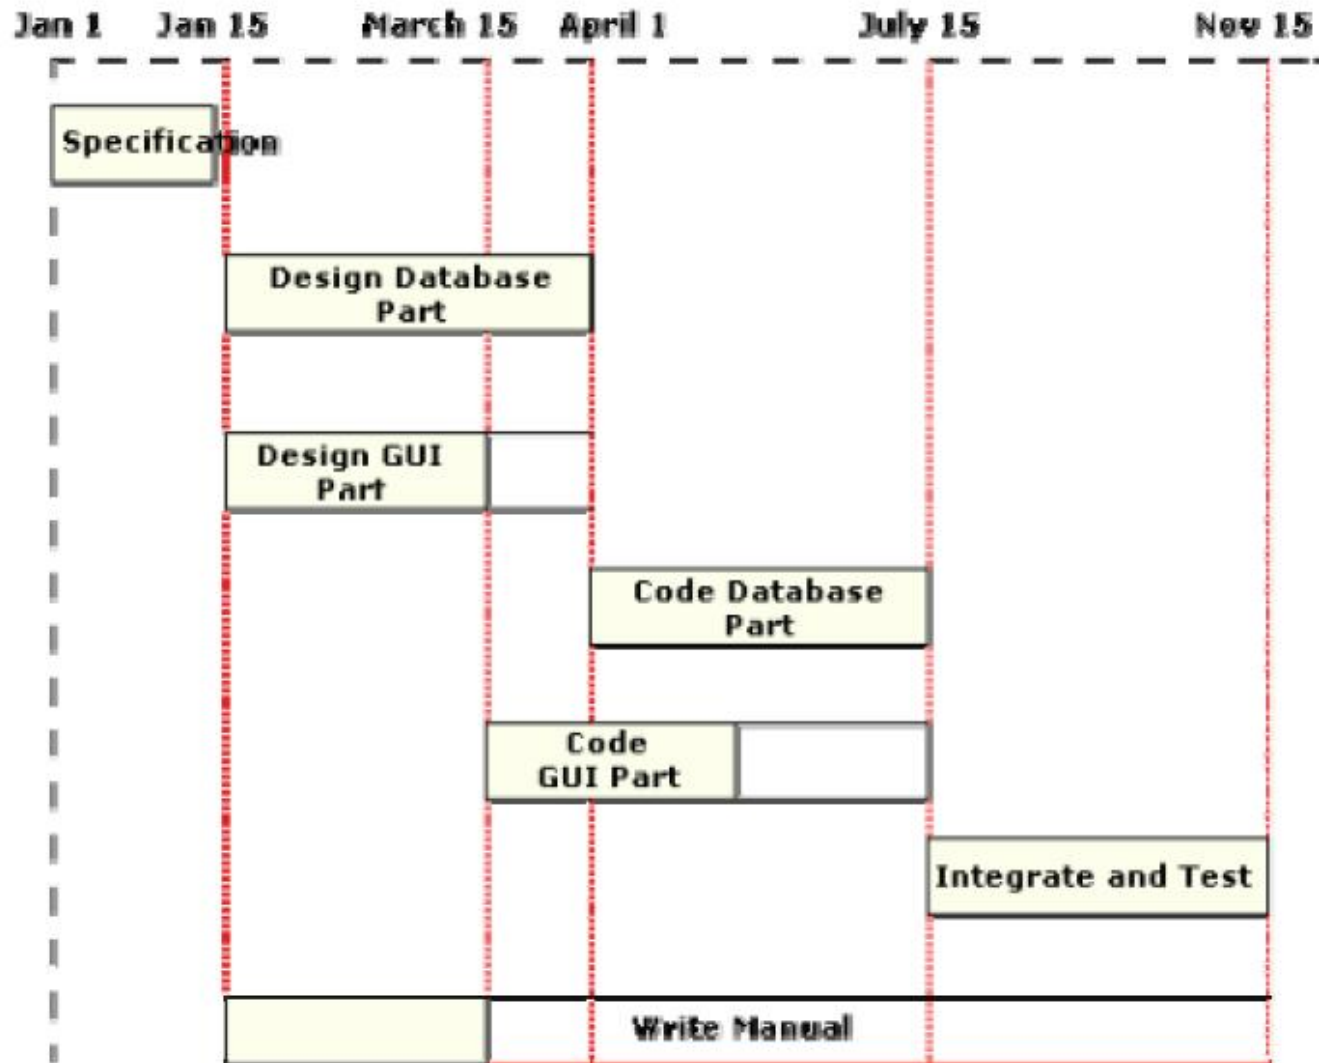 Jan 1 Jan 15 March 15 April 1 July 15 Nov 15
Specification
Design Database
Part
Design GUI
Part
Code Database
Part
Code
GUI Part
Integrate and Test
Write Manual